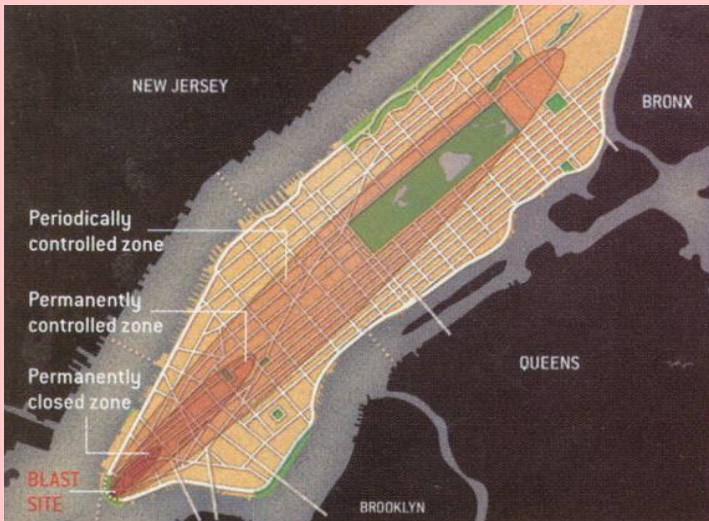 NEW JERSEY
BRONX
Periodically
controlled zone
Permanently
controlled zone
Permanently
closed zone
QUEENS
BLAST
SITE
BROOKLYN